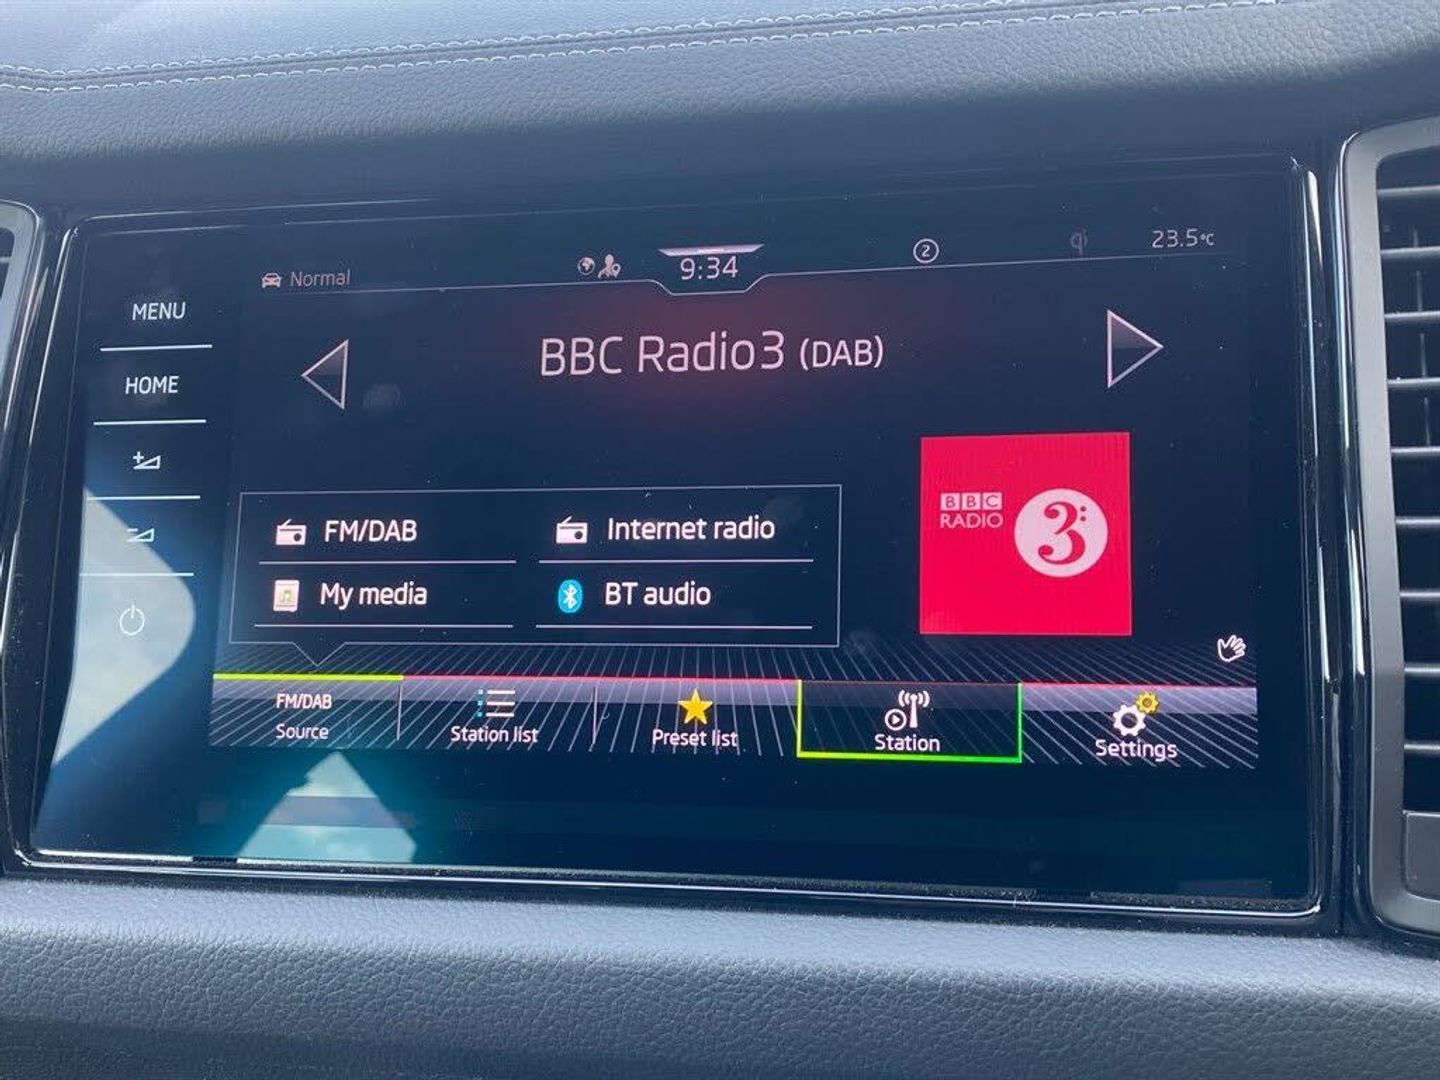 Normal
9:34
2
23.5°C
MENU
HOME
BBC Radio3 (DAB)
FM/DAB
Internet radio
My media
BT audio
BBC
RADIO
3
FM/DAB
Source
Station list
Preset list
Station
Settings